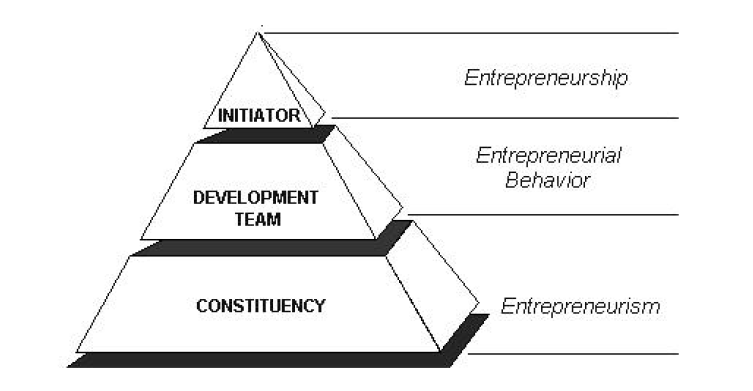 INITIATOR
Entrepreneurship
DEVELOPMENT
TEAM
Entrepreneurial
Behavior
CONSTITUENCY
Entrepreneurism